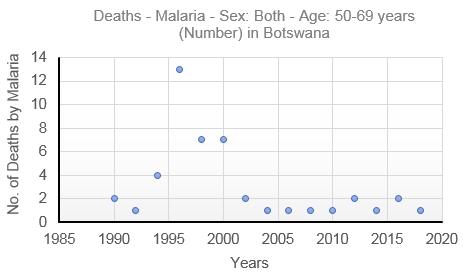 Deaths - Malaria - Sex: Both - Age: 50-69 years
(Number) in Botswana
No. of Deaths by Malaria
14
12
10
8
6
4
2
0
1985 1990 1995 2000 2005 2010 2015 2020
Years